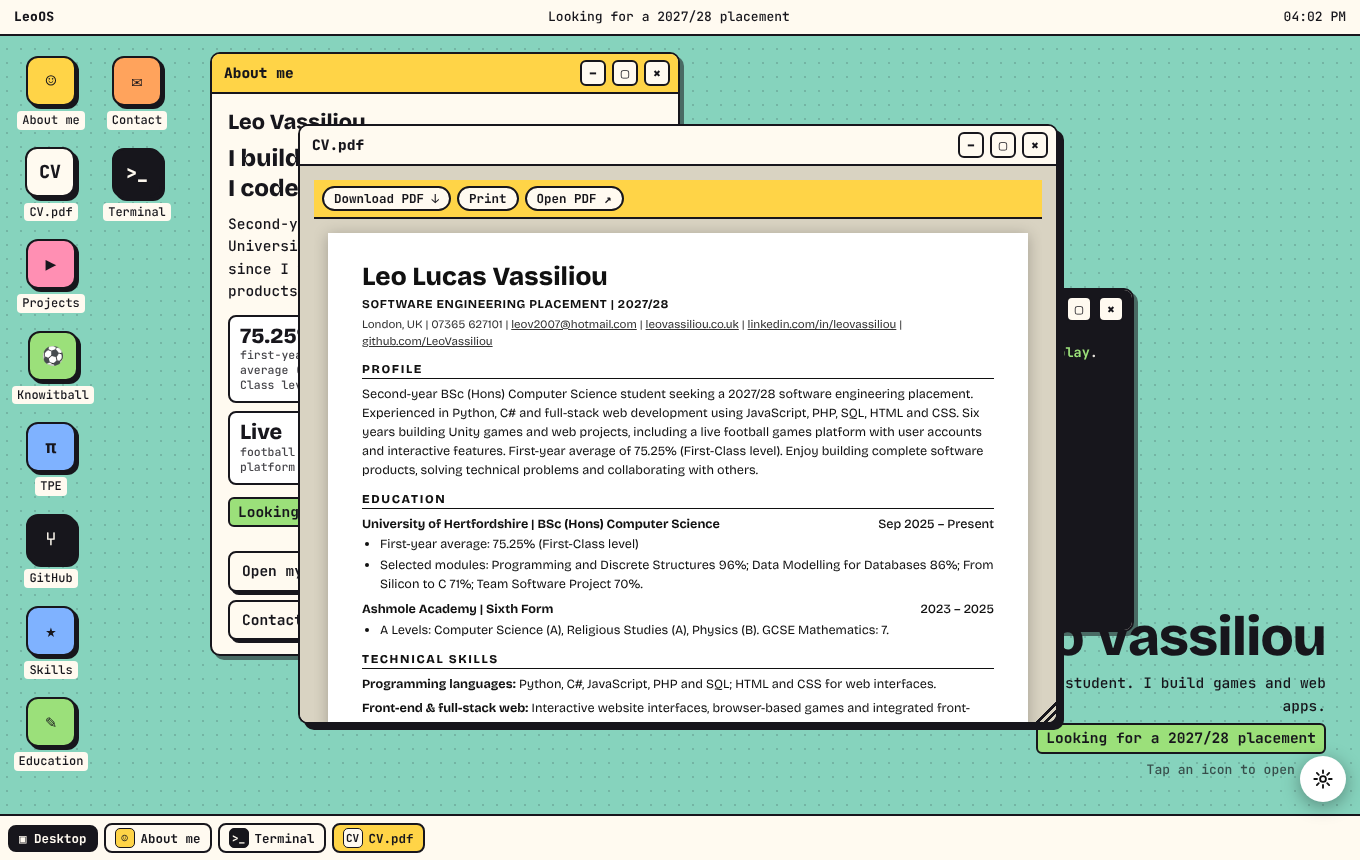 LeoOS
Looking for a 2027/28 placement
04:02 PM
About me
Contact
CV
CV.pdf
>_
Terminal
Projects
Knowitball
π
TPE
GitHub
Skills
Education
About me
Leo Vassiliou
I build
I code
Second-y
Universi
since I
products
75.25
first-yea
average
Class lev
Live
football
platform
Looking
Open my
Contact
CV.pdf
Download PDF ↓
Print
Open PDF ↗
Leo Lucas Vassiliou
SOFTWARE ENGINEERING PLACEMENT | 2027/28
London, UK | 07365 627101 | leov2007@hotmail.com | leovassiliou.co.uk | linkedin.com/in/leovassiliou |
github.com/LeoVassiliou
PROFILE
Second-year BSc (Hons) Computer Science student seeking a 2027/28 software engineering placement.
Experienced in Python, C# and full-stack web development using JavaScript, PHP, SQL, HTML and CSS. Six
years building Unity games and web projects, including a live football games platform with user accounts
and interactive features. First-year average of 75.25% (First-Class level). Enjoy building complete software
products, solving technical problems and collaborating with others.
EDUCATION
University of Hertfordshire | BSc (Hons) Computer Science
Sep 2025 – Present
• First-year average: 75.25% (First-Class level)
• Selected modules: Programming and Discrete Structures 96%; Data Modelling for Databases 86%; From
Silicon to C 71%; Team Software Project 70%.
Ashmole Academy | Sixth Form
2023 – 2025
• A Levels: Computer Science (A), Religious Studies (A), Physics (B). GCSE Mathematics: 7.
TECHNICAL SKILLS
Programming languages: Python, C#, JavaScript, PHP and SQL; HTML and CSS for web interfaces.
Front-end & full-stack web: Interactive website interfaces, browser-based games and integrated front-
lay.
Vassiliou
student. I build games and web
apps.
Looking for a 2027/28 placement
Tap an icon to open
Desktop
About me
>_ Terminal
CV CV.pdf